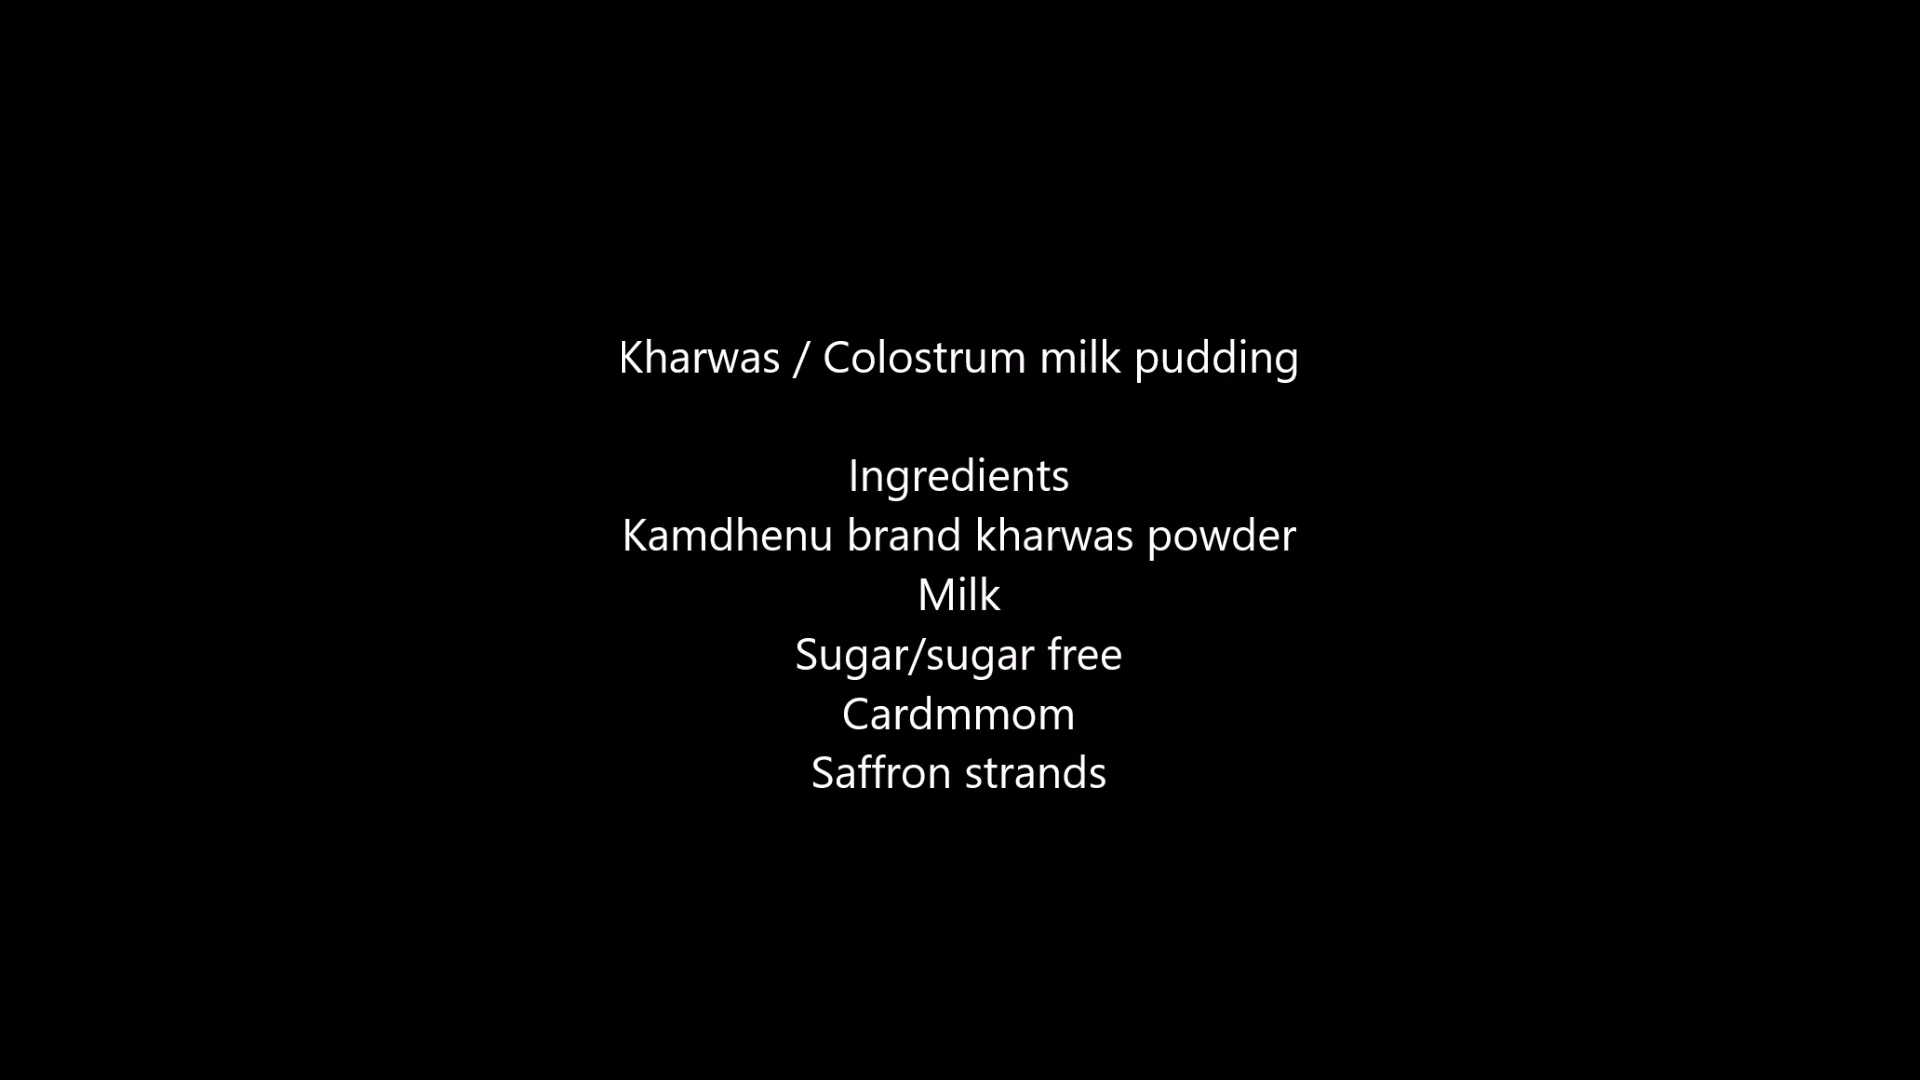 Kharwas / Colostrum milk pudding
Ingredients
Kamdhenu brand kharwas powder
Milk
Sugar/sugar free
Cardmmom
Saffron strands